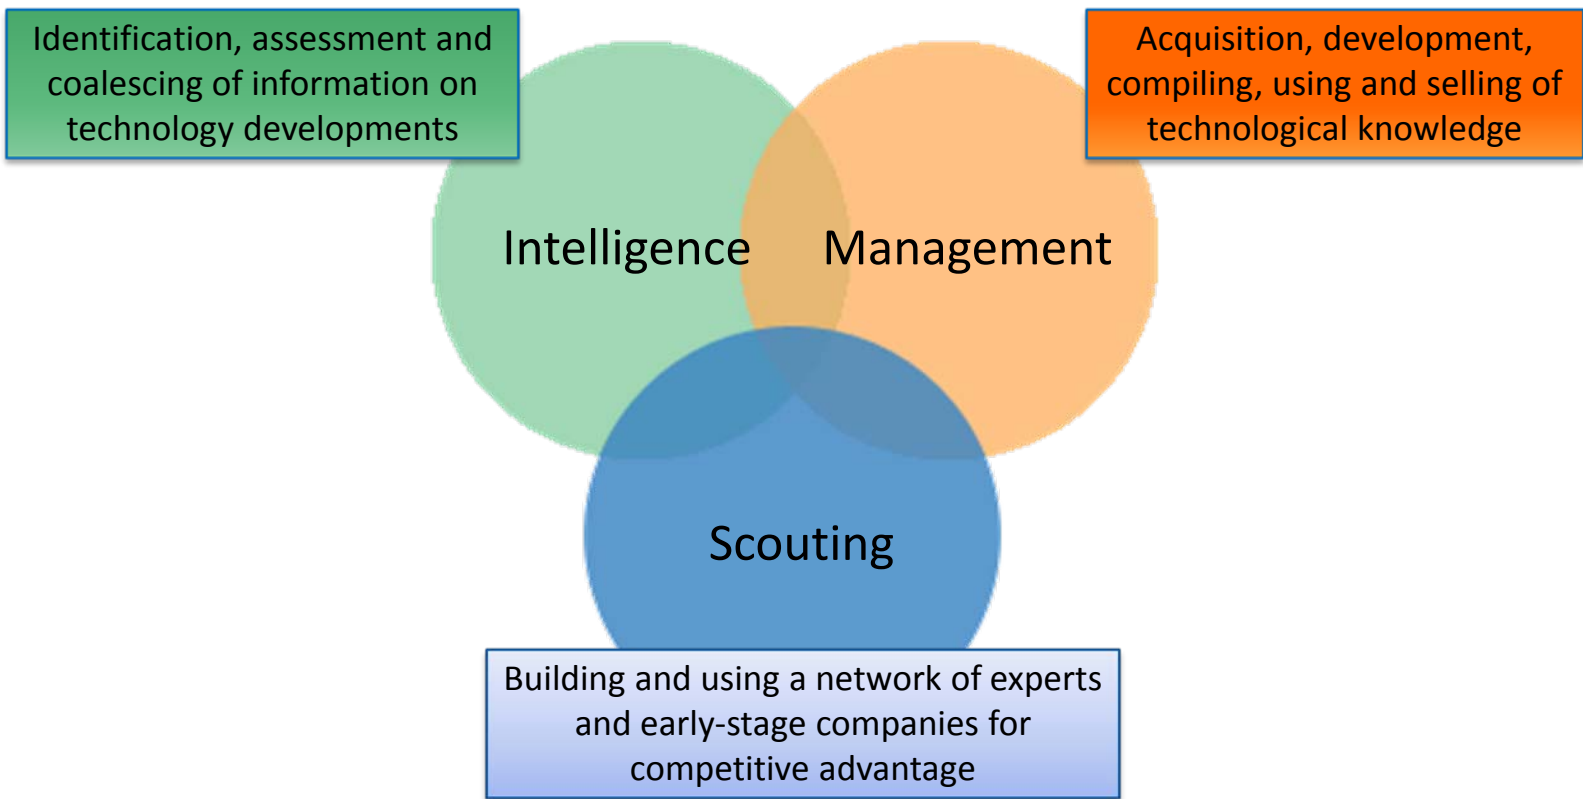 Identification, assessment and
coalescing of information on
technology developments
Acquisition, development,
compiling, using and selling of
technological knowledge
Intelligence
Management
Scouting
Building and using a network of experts
and early-stage companies for
competitive advantage